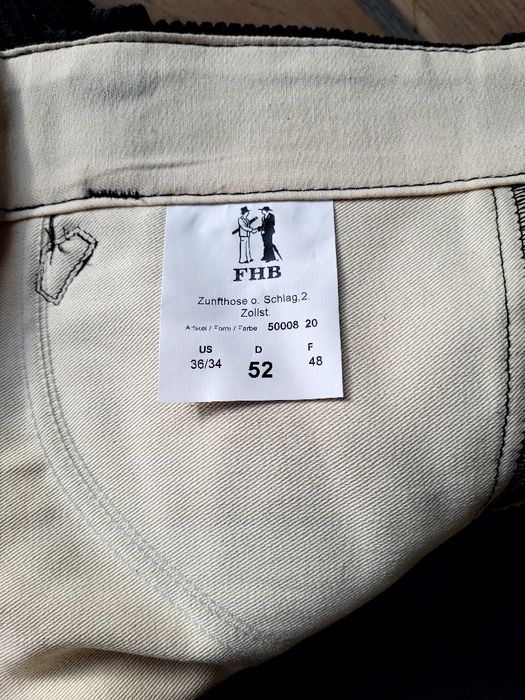 FHB
Zunfthose o. Schlag,2.
Zollst.
Artikel / Form / Farbe 50008 20
US D F
36/34 52 48